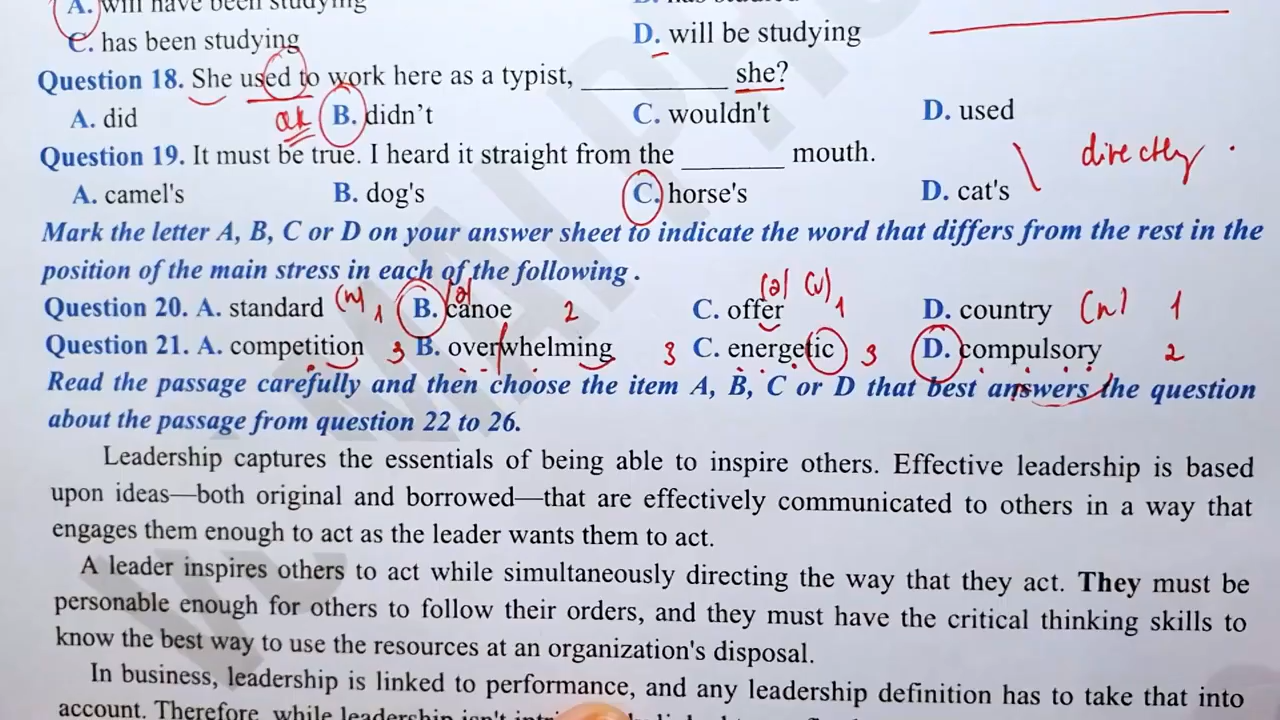 A. will have been studying
C. has been studying D. will be studying
Question 18. She used to work here as a typist, __________ she?
A. did B. didn't C. wouldn't D. used
Question 19. It must be true. I heard it straight from the _______ mouth. directly
A. camel's B. dog's C. horse's D. cat's
Mark the letter A, B, C or D on your answer sheet to indicate the word that differs from the rest in the
position of the main stress in each of the following .
Question 20. A. standard (n) 1 B. canoe 2 C. offer (v) 1 D. country (n) 1
Question 21. A. competition 3 B. overwhelming 3 C. energetic 3 D. compulsory 2
Read the passage carefully and then choose the item A, B, C or D that best answers the question
about the passage from question 22 to 26.
Leadership captures the essentials of being able to inspire others. Effective leadership is based
upon ideas—both original and borrowed—that are effectively communicated to others in a way that
engages them enough to act as the leader wants them to act.
A leader inspires others to act while simultaneously directing the way that they act. They must be
personable enough for others to follow their orders, and they must have the critical thinking skills to
know the best way to use the resources at an organization's disposal.
In business, leadership is linked to performance, and any leadership definition has to take that into
account. Therefore, while leadership isn't